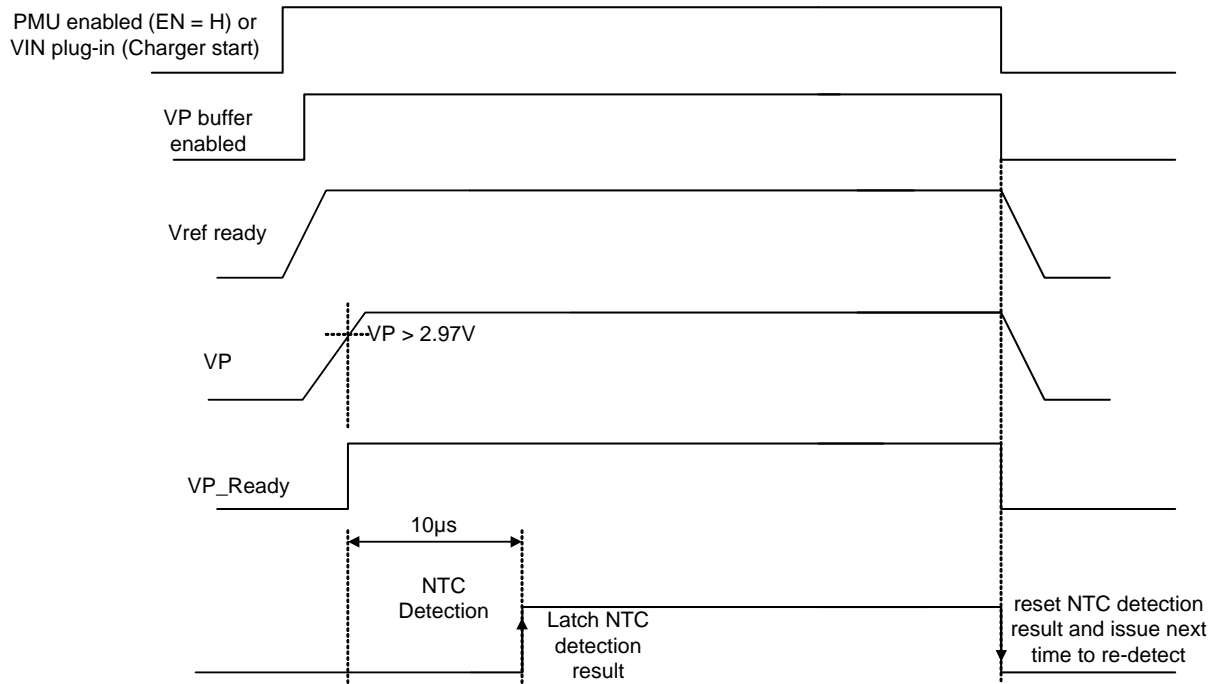 PMU enabled (EN = H) or
VIN plug-in (Charger start)
VP buffer
enabled
Vref ready
VP > 2.97V
VP
VP_Ready
10μs
NTC
Detection
Latch NTC
detection
result
reset NTC detection
result and issue next
time to re-detect